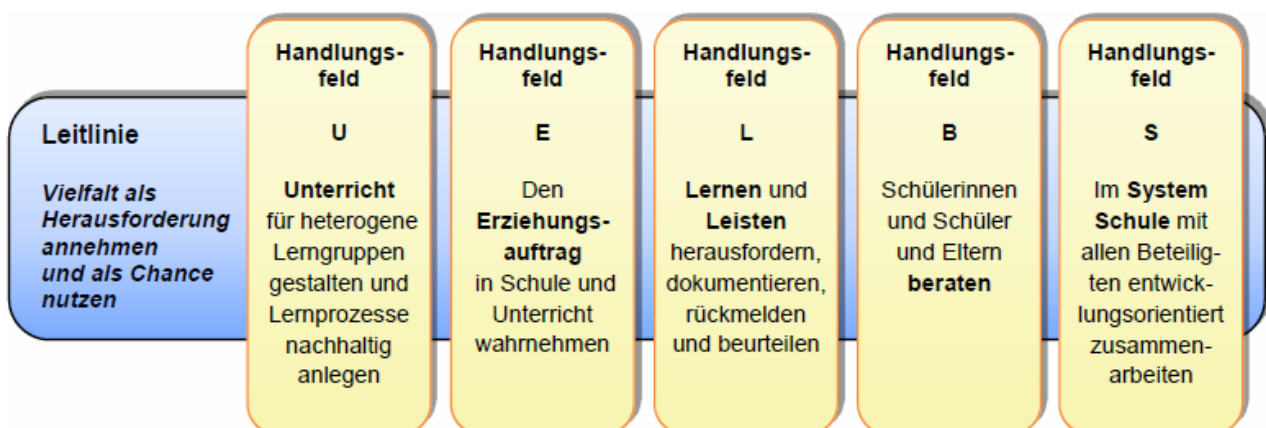 Leitlinie
Vielfalt als
Herausforderung
annehmen
und als Chance
nutzen
Handlungs-
feld
U
Unterricht
für heterogene
Lerngruppen
gestalten und
Lernprozesse
nachhaltig
anlegen
Handlungs-
feld
E
Den
Erziehungs-
auftrag
in Schule und
Unterricht
wahrnehmen
Handlungs-
feld
L
Lernen und
Leisten
herausfordern,
dokumentieren,
rückmelden
und beurteilen
Handlungs-
feld
B
Schülerinnen
und Schüler
und Eltern
beraten
Handlungs-
feld
S
Im System
Schule mit
allen Beteilig-
ten entwick-
lungsorientiert
zusammen-
arbeiten